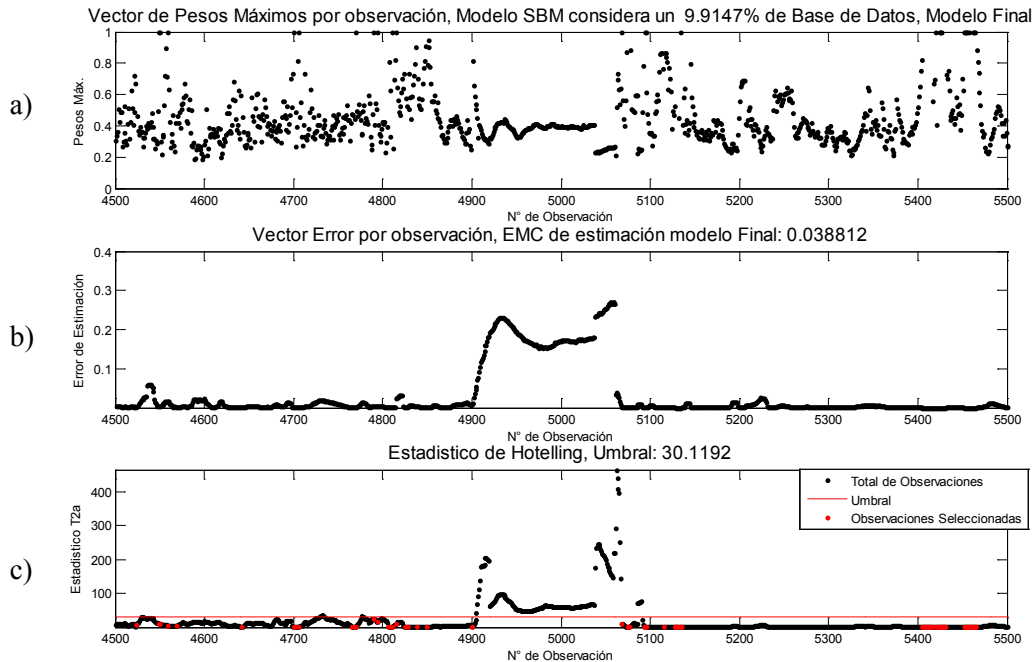 Vector de Pesos Máximos por observación, Modelo SBM considera un 9.9147% de Base de Datos, Modelo Final
a)
Pesos Máx.
1
0.8
0.6
0.4
0.2
0
4500 4600 4700 4800 4900 5000 5100 5200 5300 5400 5500
N° de Observación
Vector Error por observación, EMC de estimación modelo Final: 0.038812
b)
Error de Estimación
0.4
0.3
0.2
0.1
4500 4600 4700 4800 4900 5000 5100 5200 5300 5400 5500
N° de Observación
Estadistico de Hotelling, Umbral: 30.1192
c)
Estadistico T2a
400
300
200
100
4500 4600 4700 4800 4900 5000 5100 5200 5300 5400 5500
N° de Observación
Total de Observaciones
Umbral
Observaciones Seleccionadas